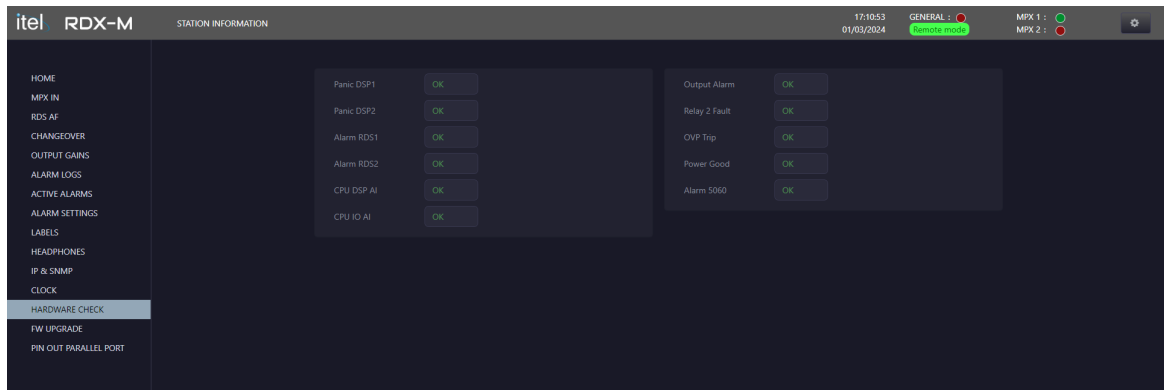 itel RDX-M
STATION INFORMATION
17:10:53
01/03/2024
GENERAL :
Remote mode
MPX 1 :
MPX 2 :
HOME
MPX IN
RDS AF
CHANGEOVER
OUTPUT GAINS
ALARM LOGS
ACTIVE ALARMS
ALARM SETTINGS
LABELS
HEADPHONES
IP & SNMP
CLOCK
HARDWARE CHECK
FW UPGRADE
PIN OUT PARALLEL PORT
Panic DSP1 OK
Panic DSP2 OK
Alarm RDS1 OK
Alarm RDS2 OK
CPU DSP AI OK
CPU IO AI OK
Output Alarm OK
Relay 2 Fault OK
OVP Trip OK
Power Good OK
Alarm 5060 OK